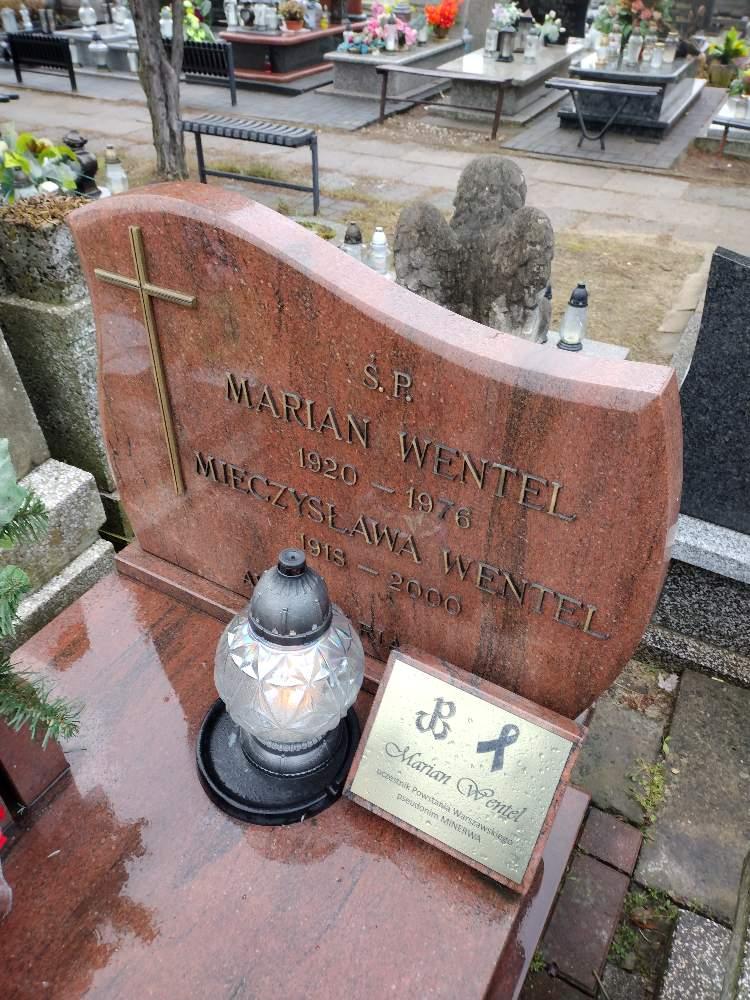 Ś.P.
MARIAN WENTEL
1920 – 1976
MIECZYSŁAWA WENTEL
1918 – 2000
Marian Wentel
uczestnik Powstania Warszawskiego
pseudonim MINERWA